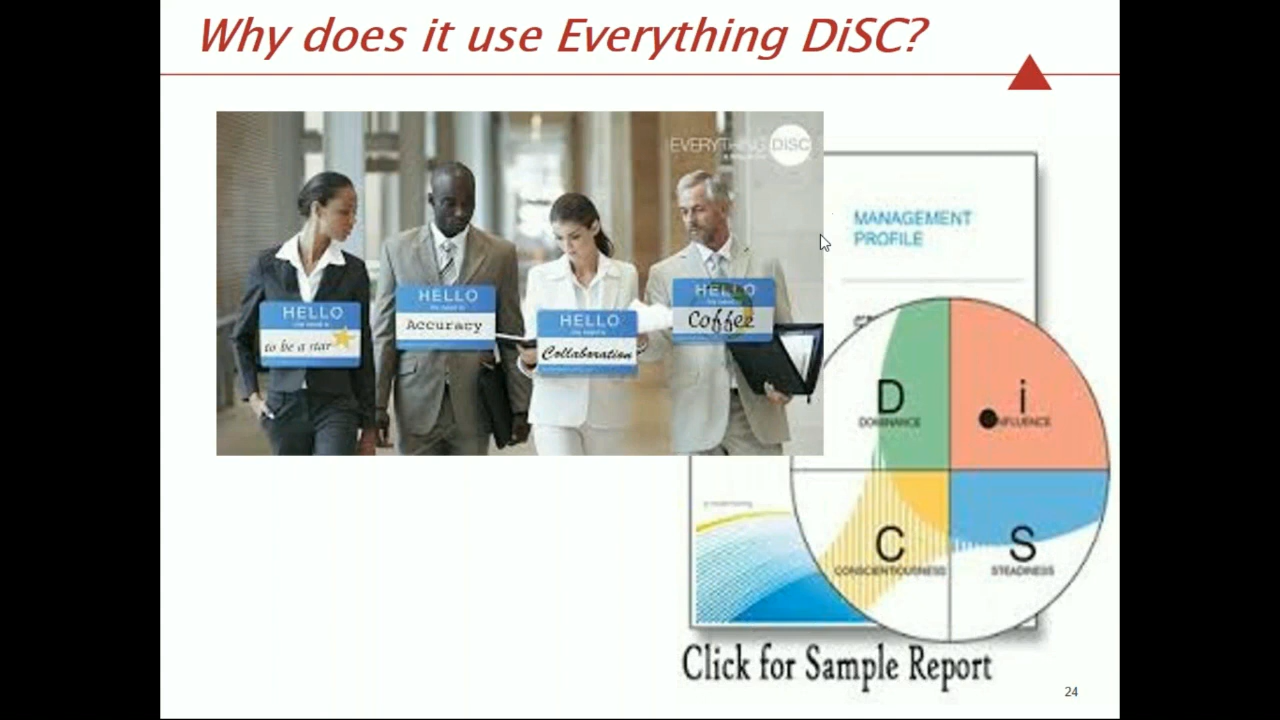 Why does it use Everything DiSC?
EVERYTHING DiSC
HELLO
to be a star
HELLO
Accuracy
HELLO
Collaboration
HELLO
Coffee
MANAGEMENT
PROFILE
D
DOMINANCE
i
INFLUENCE
C
CONSCIENTIOUSNESS
S
STEADINESS
Click for Sample Report
24